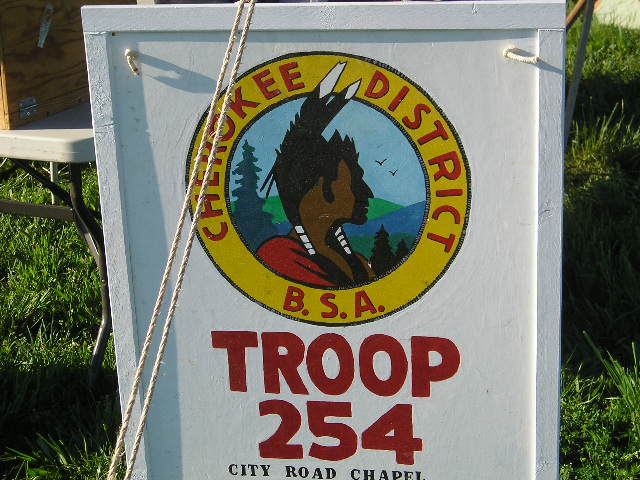 CHEROKEE DISTRICT
B.S.A.
TROOP
254
CITY ROAD CHAPEL